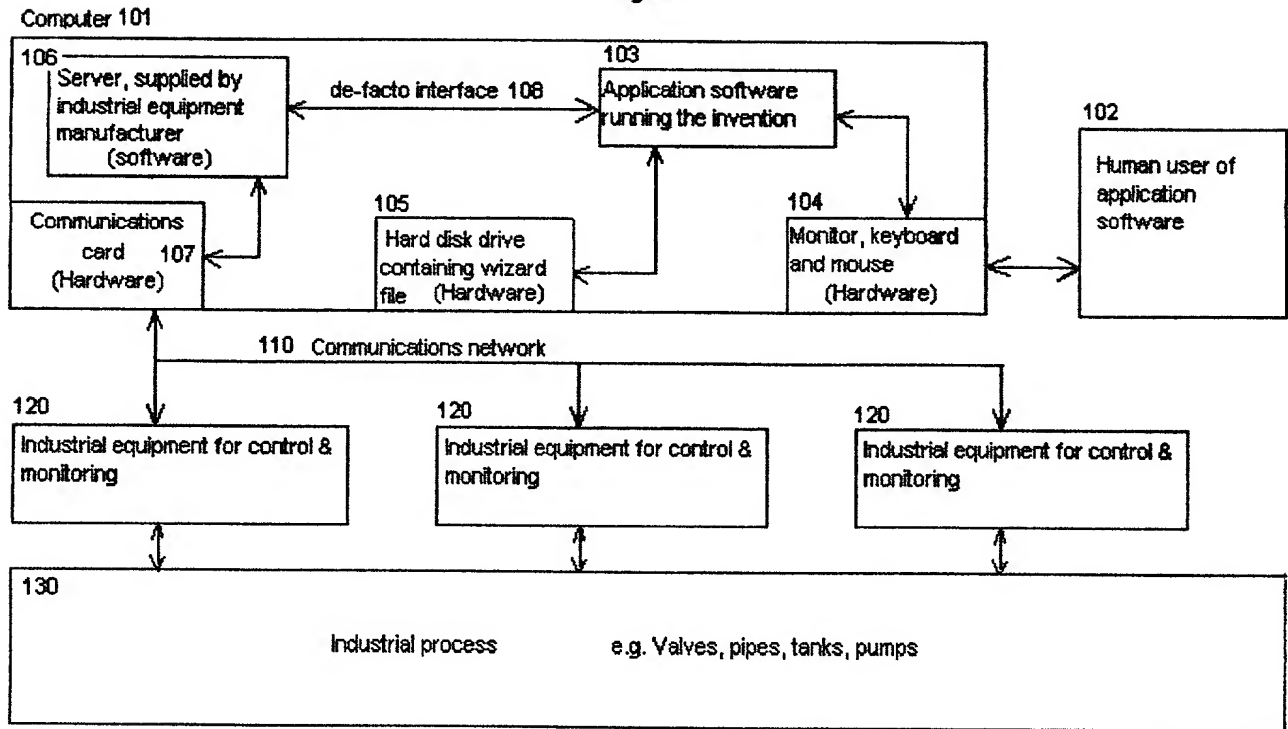 Computer 101
106
Server, supplied by
industrial equipment
manufacturer
(software)
de-facto interface 108
103
Application software
running the invention
102
Human user of
application
software
Communications
card 107
(Hardware)
105
Hard disk drive
containing wizard
file (Hardware)
104
Monitor, keyboard
and mouse
(Hardware)
110 Communications network
120
Industrial equipment for control &
monitoring
120
Industrial equipment for control &
monitoring
120
Industrial equipment for control &
monitoring
130
Industrial process e.g. Valves, pipes, tanks, pumps